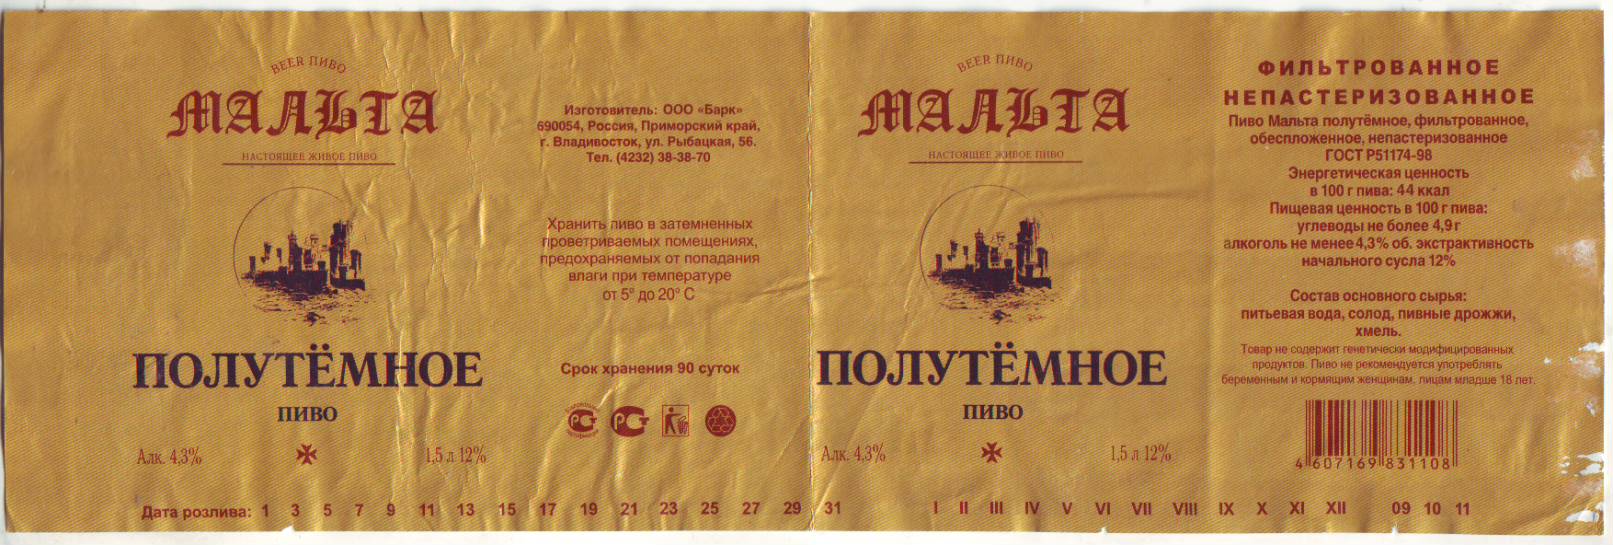 BEER ПИВО
МАЛЬТА
НАСТОЯЩЕЕ ЖИВОЕ ПИВО
ПОЛУТЁМНОЕ
ПИВО
Алк. 4,3%
1,5 л 12%
Изготовитель: ООО «Барк»
690054, Россия, Приморский край,
г. Владивосток, ул. Рыбацкая, 56.
Тел. (4232) 38-38-70
Хранить пиво в затемненных
проветриваемых помещениях,
предохраняемых от попадания
влаги при температуре
от 5° до 20° С
Срок хранения 90 суток
BEER ПИВО
МАЛЬТА
НАСТОЯЩЕЕ ЖИВОЕ ПИВО
ПОЛУТЁМНОЕ
ПИВО
Алк. 4,3%
1,5 л 12%
ФИЛЬТРОВАННОЕ
НЕПАСТЕРИЗОВАННОЕ
Пиво Мальта полутёмное, фильтрованное,
обеспложенное, непастеризованное
ГОСТ Р51174-98
Энергетическая ценность
в 100 г пива: 44 ккал
Пищевая ценность в 100 г пива:
углеводы не более 4,9 г
алкоголь не менее 4,3% об. экстрактивность
начального сусла 12%
Состав основного сырья:
питьевая вода, солод, пивные дрожжи,
хмель.
Товар не содержит генетически модифицированных
продуктов. Пиво не рекомендуется употреблять
беременным и кормящим женщинам, лицам младше 18 лет.
4 607169 831108
Дата розлива: 1 3 5 7 9 11 13 15 17 19 21 23 25 27 29 31 I II III IV V VI VII VIII IX X XI XII 09 10 11